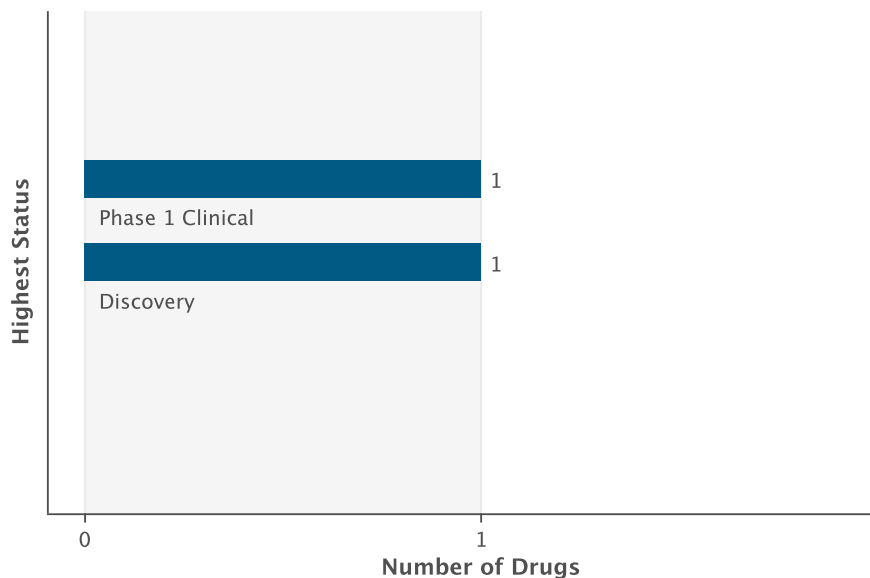 Highest Status
1
Phase 1 Clinical
1
Discovery
0
1
Number of Drugs